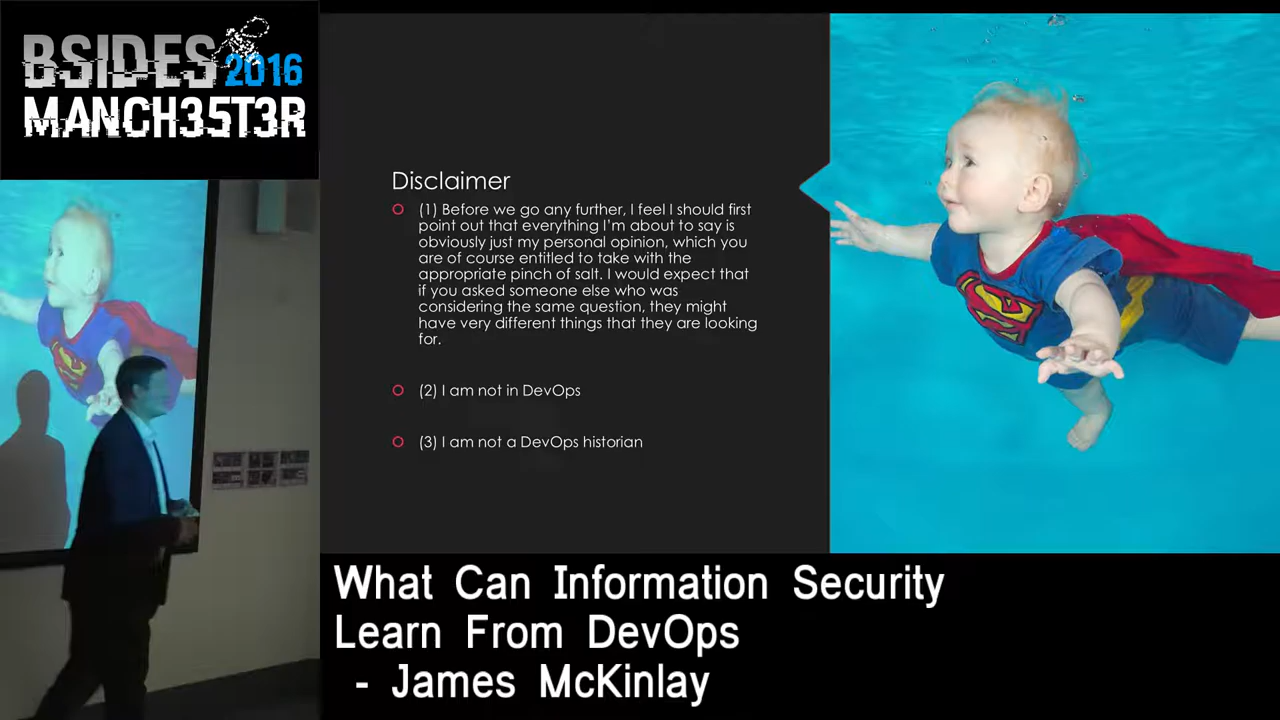 BSIDES 2016
MANCH35T3R
Disclaimer
(1) Before we go any further, I feel I should first
point out that everything I'm about to say is
obviously just my personal opinion, which you
are of course entitled to take with the
appropriate pinch of salt. I would expect that
if you asked someone else who was
considering the same question, they might
have very different things that they are looking
for.
(2) I am not in DevOps
(3) I am not a DevOps historian
What Can Information Security
Learn From DevOps
- James McKinlay